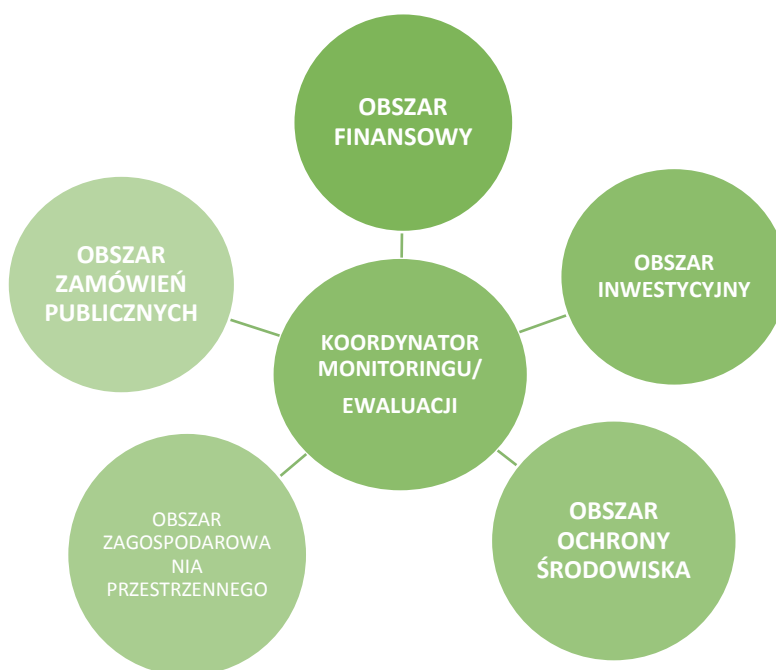 OBSZAR
FINANSOWY
OBSZAR
ZAMÓWIEŃ
PUBLICZNYCH
OBSZAR
INWESTYCYJNY
KOORDYNATOR
MONITORINGU/
EWALUACJI
OBSZAR
ZAGOSPODAROWA
NIA
PRZESTRZENNEGO
OBSZAR
OCHRONY
ŚRODOWISKA